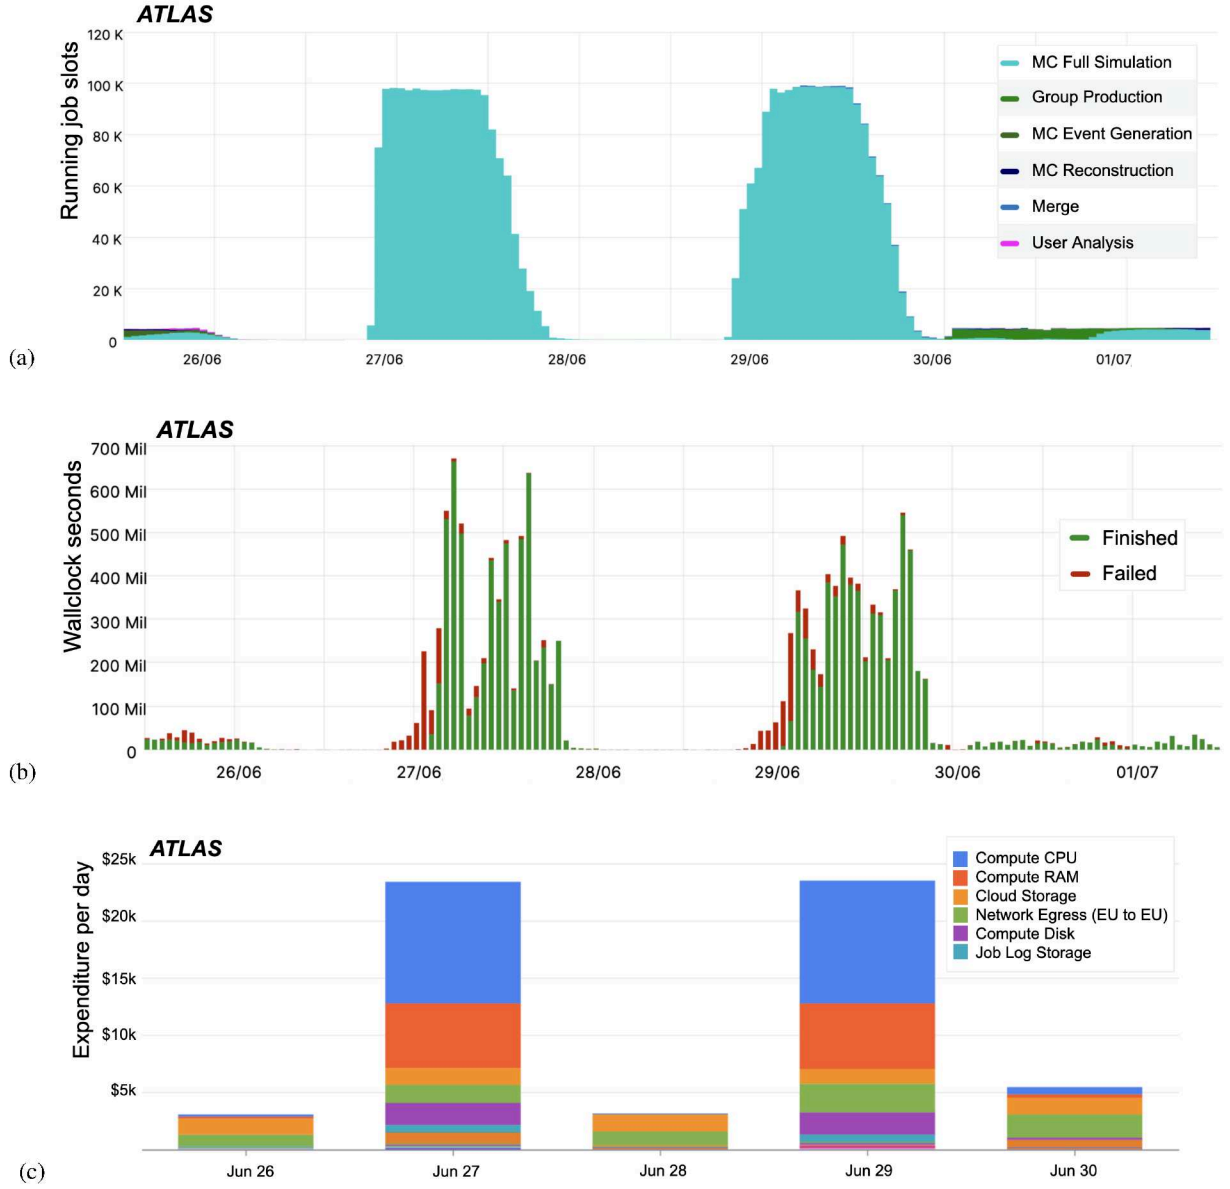 ATLAS
Running job slots
120 K
100 K
80 K
60 K
40 K
20 K
0
MC Full Simulation
Group Production
MC Event Generation
MC Reconstruction
Merge
User Analysis
26/06 27/06 28/06 29/06 30/06 01/07
(a)
ATLAS
Wallclock seconds
700 Mil
600 Mil
500 Mil
400 Mil
300 Mil
200 Mil
100 Mil
0
Finished
Failed
26/06 27/06 28/06 29/06 30/06 01/07
(b)
ATLAS
Expenditure per day
$25k
$20k
$15k
$10k
$5k
Compute CPU
Compute RAM
Cloud Storage
Network Egress (EU to EU)
Compute Disk
Job Log Storage
Jun 26 Jun 27 Jun 28 Jun 29 Jun 30
(c)